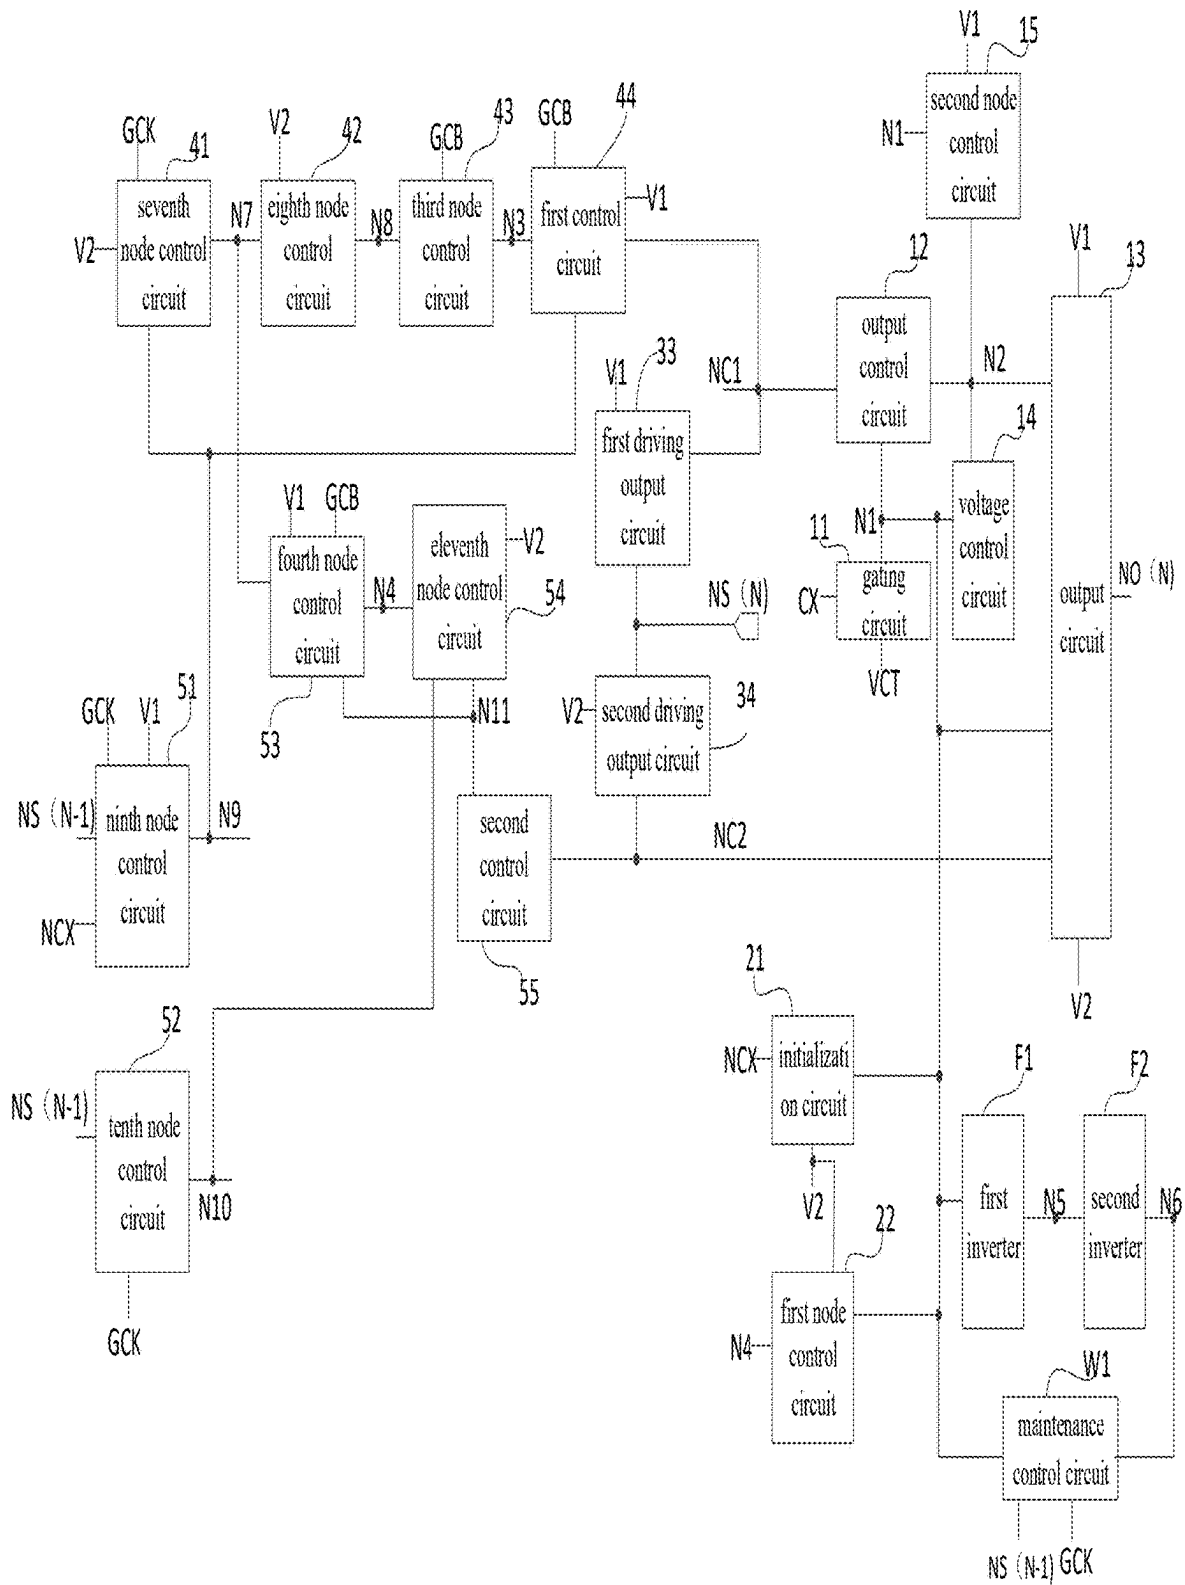 V1
15
second node
control
circuit
N1
GCK
41
V2
42
GCB
43
GCB
44
seventh
node control
circuit
V2
N7
eighth node
control
circuit
N8
third node
control
circuit
N3
first control
circuit
V1
12
output
control
circuit
V1
13
N2
NC1
V1
33
first driving
output
circuit
14
voltage
control
circuit
N1
11
gating
circuit
CX
VCT
output
circuit
NO (N)
V1
GCB
fourth node
control
circuit
53
N4
eleventh
node control
circuit
V2
54
NS (N)
N11
V2
second driving
output circuit
34
GCK
V1
51
NS (N-1)
ninth node
control
circuit
N9
NCX
second
control
circuit
55
NC2
V2
52
NS (N-1)
tenth node
control
circuit
N10
GCK
21
NCX
initializati
on circuit
V2
22
N4
first node
control
circuit
F1
first
inverter
N5
F2
second
inverter
N6
W1
maintenance
control circuit
NS (N-1)
GCK